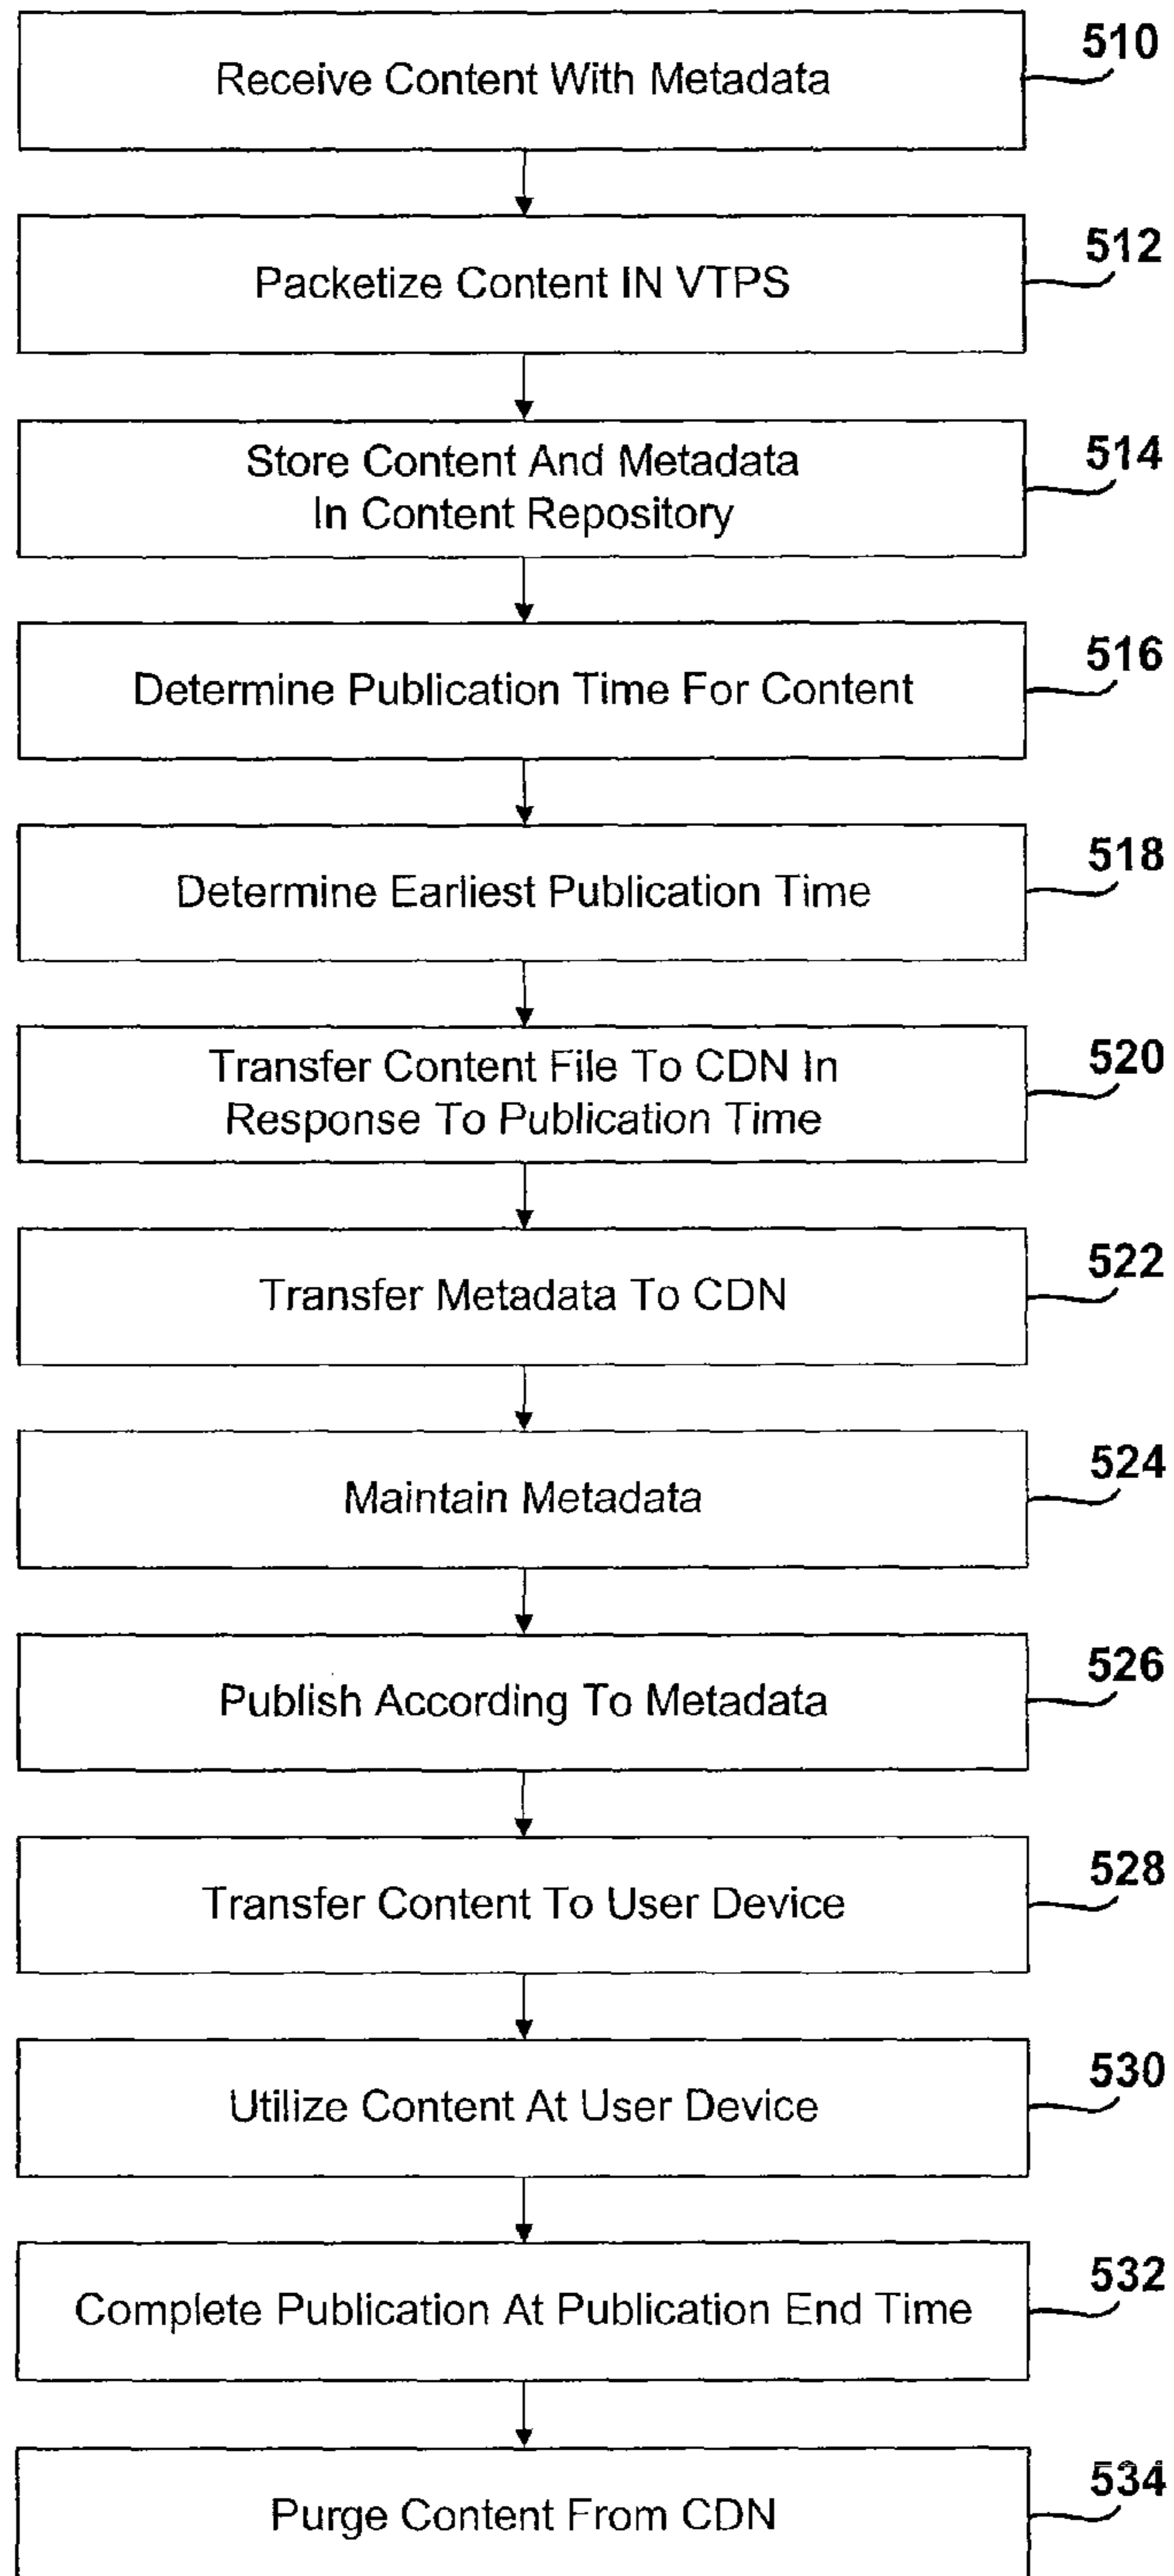 Receive Content With Metadata
510
Packetize Content IN VTPS
512
Store Content And Metadata
In Content Repository
514
Determine Publication Time For Content
516
Determine Earliest Publication Time
518
Transfer Content File To CDN In
Response To Publication Time
520
Transfer Metadata To CDN
522
Maintain Metadata
524
Publish According To Metadata
526
Transfer Content To User Device
528
Utilize Content At User Device
530
Complete Publication At Publication End Time
532
Purge Content From CDN
534